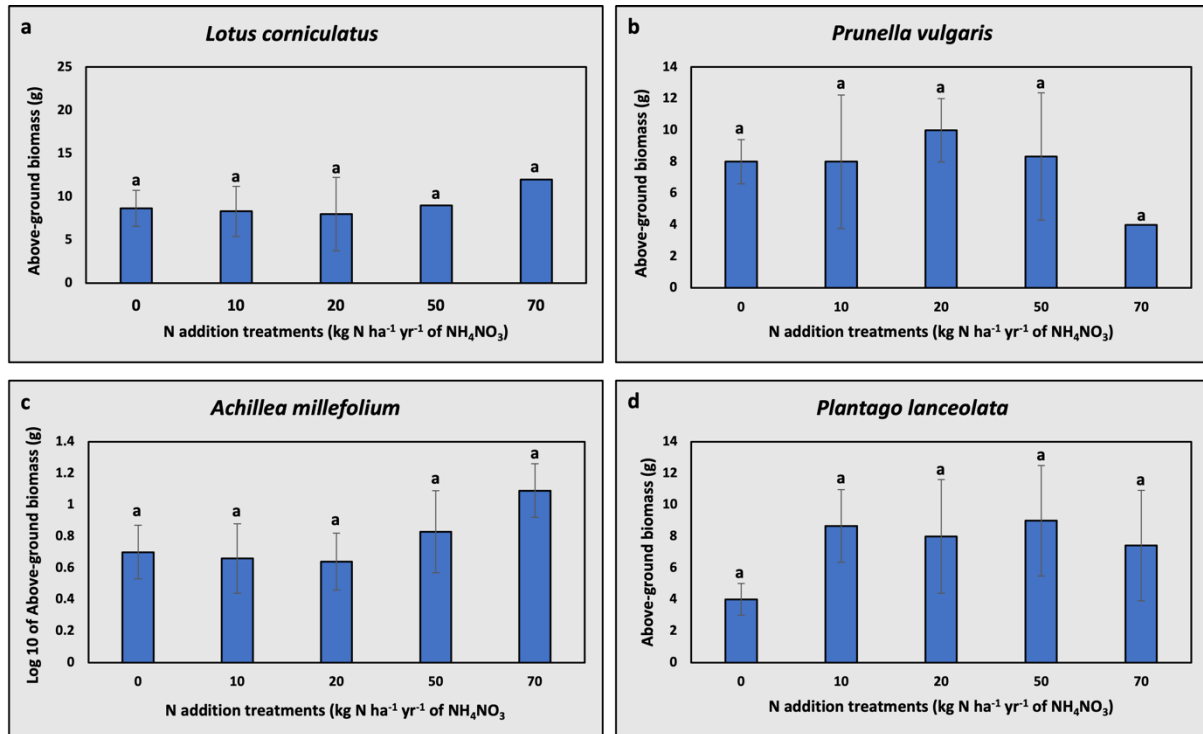 a
Lotus corniculatus
Above-ground biomass (g)
25
20
15
10
5
0
a
a
a
a
a
0 10 20 50 70
N addition treatments (kg N ha⁻¹ yr⁻¹ of NH₄NO₃)
b
Prunella vulgaris
Above-ground biomass (g)
14
12
10
8
6
4
2
0
a
a
a
a
a
0 10 20 50 70
N addition treatments (kg N ha⁻¹ yr⁻¹ of NH₄NO₃)
c
Achillea millefolium
Log 10 of Above-ground biomass (g)
1.4
1.2
1
0.8
0.6
0.4
0.2
0
a
a
a
a
a
0 10 20 50 70
N addition treatments (kg N ha⁻¹ yr⁻¹ of NH₄NO₃
d
Plantago lanceolata
Above-ground biomass (g)
14
12
10
8
6
4
2
0
a
a
a
a
a
0 10 20 50 70
N addition treatments (kg N ha⁻¹ yr⁻¹ of NH₄NO₃)